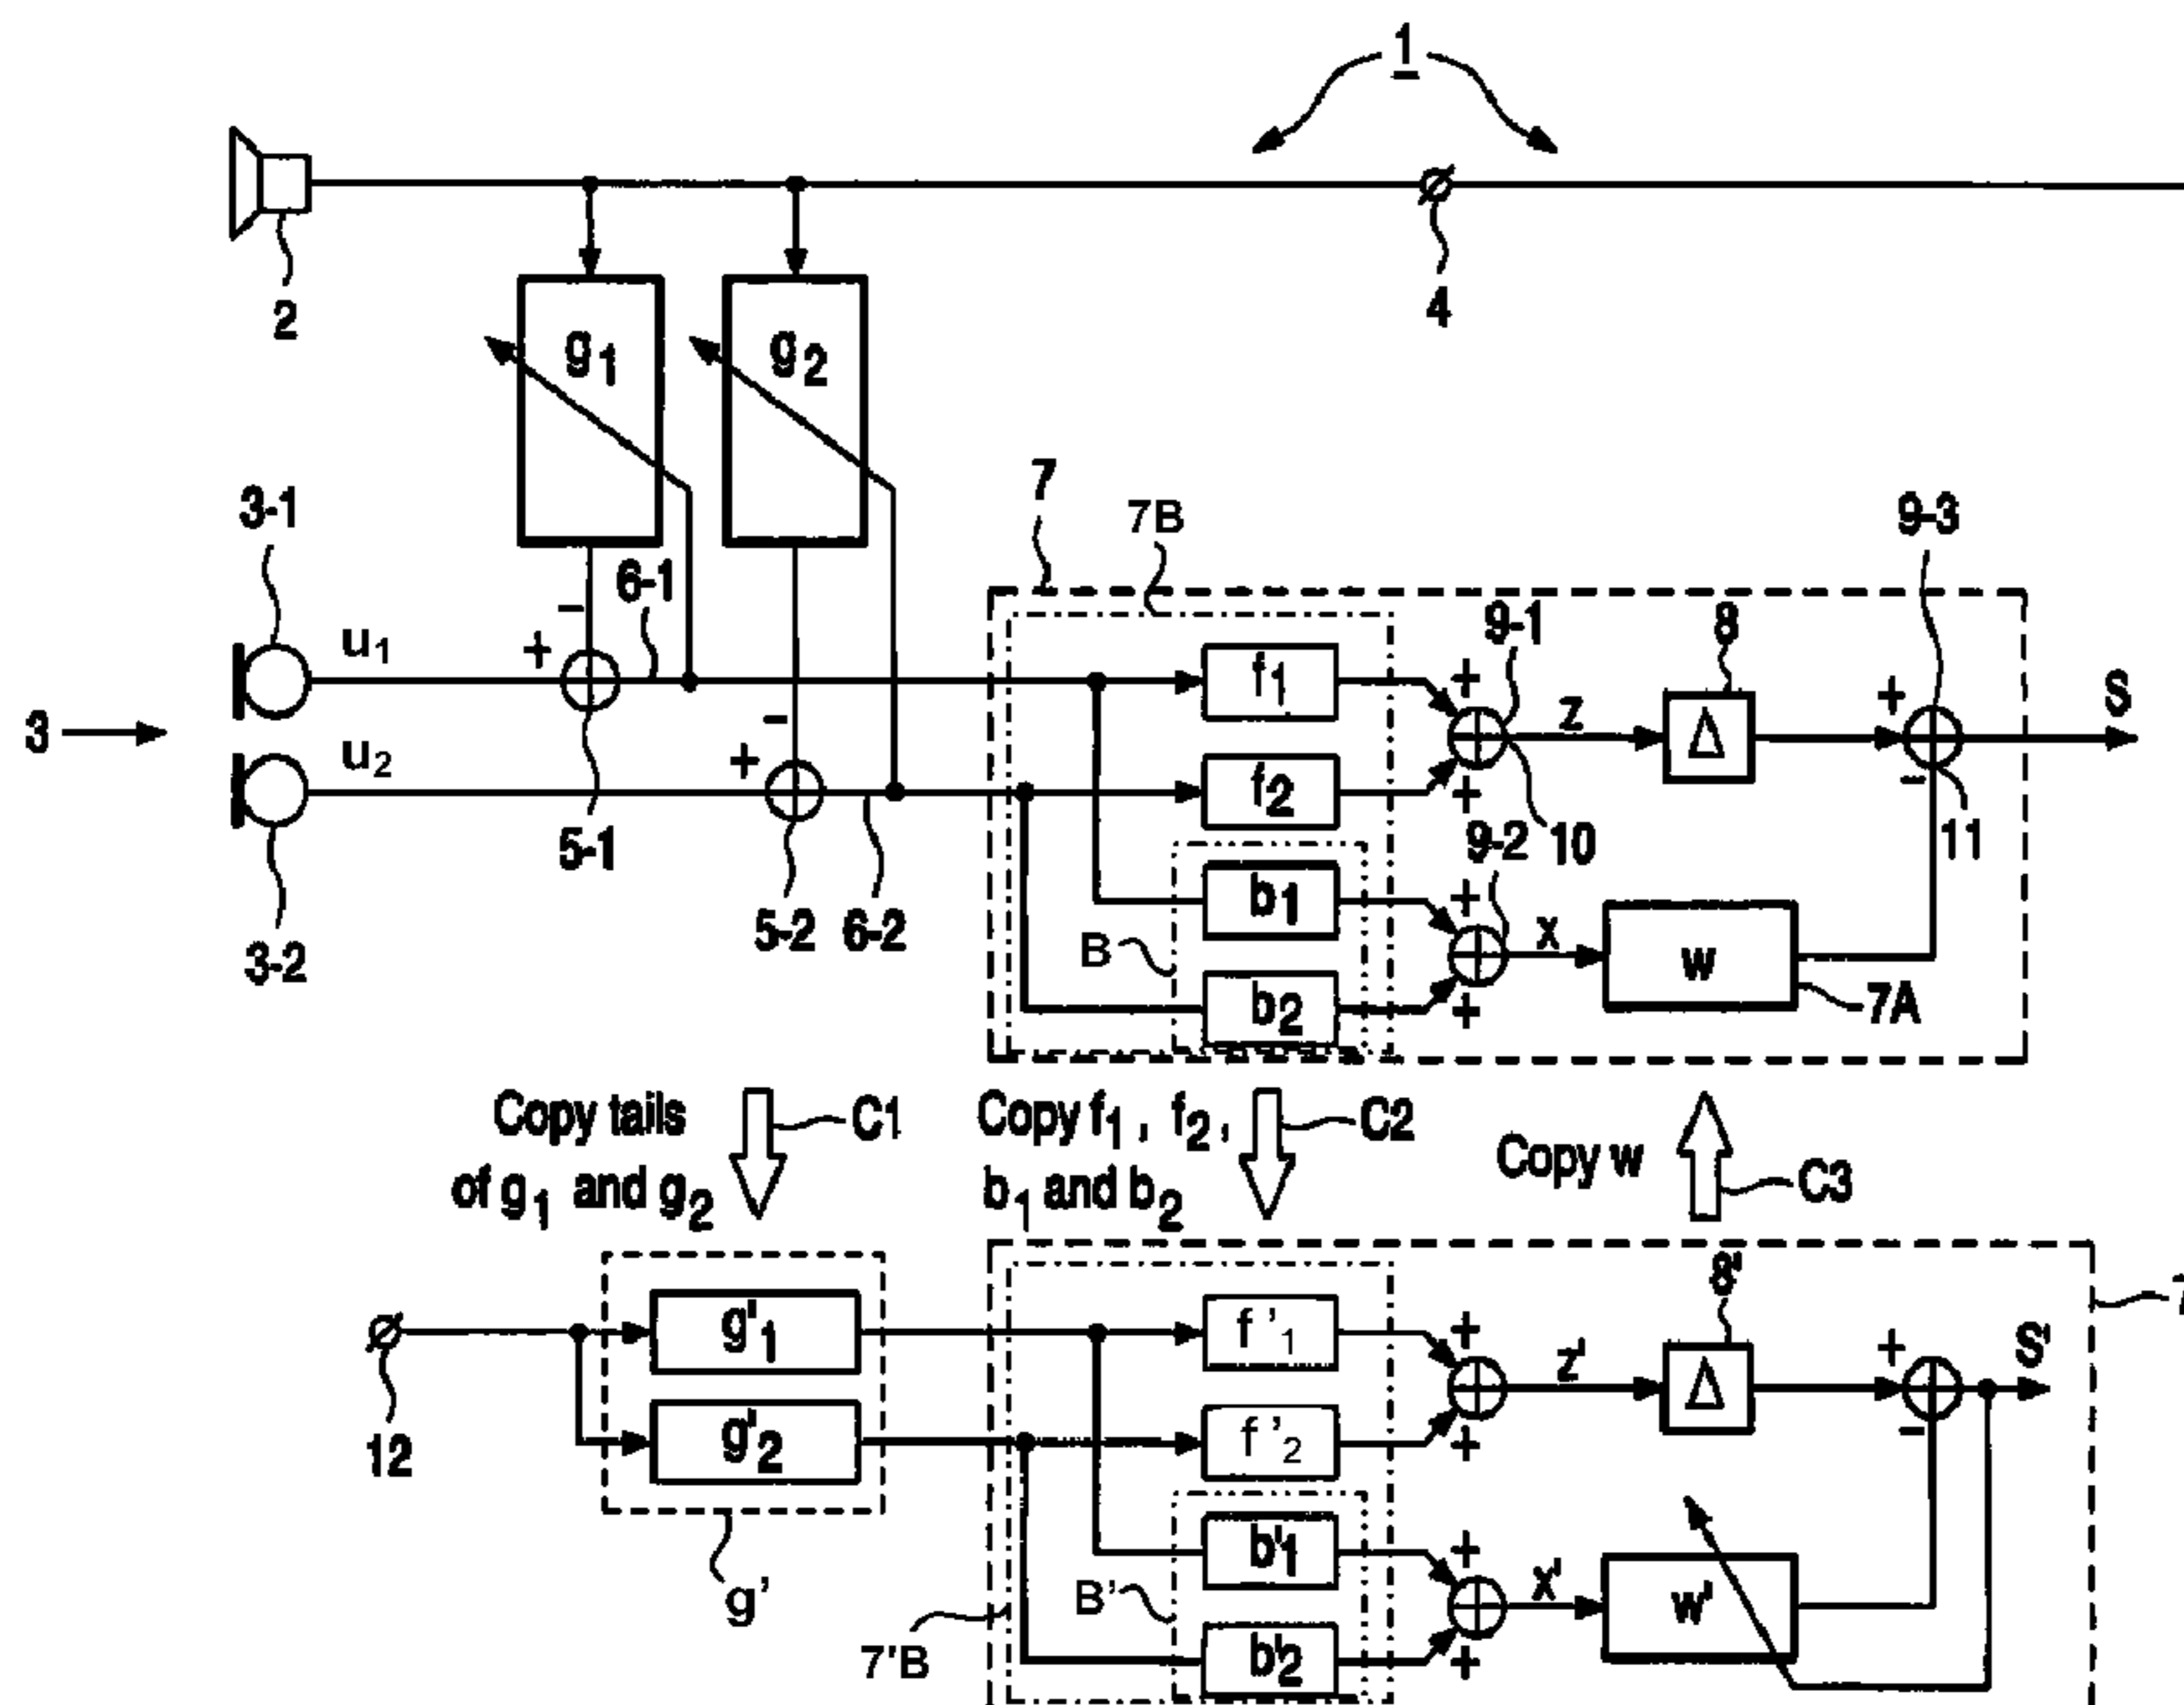 1
2
4
g1
g2
3-1
6-1
7
7B
9-3
u1
9-1
8
f1
z
S
3
u2
f2
5-1
9-2
10
11
b1
B
x
w
3-2
5-2
6-2
b2
7A
Copy tails
of g1 and g2
C1
Copy f1, f2,
b1 and b2
C2
Copy w
C3
8'
g'1
f'1
z'
S'
12
g'2
f'2
b'1
g'
B'
x'
w'
7'B
b'2
+
-
Δ
+
-
+
+
+
-
+
+
Δ
+
-
+
+
+
+